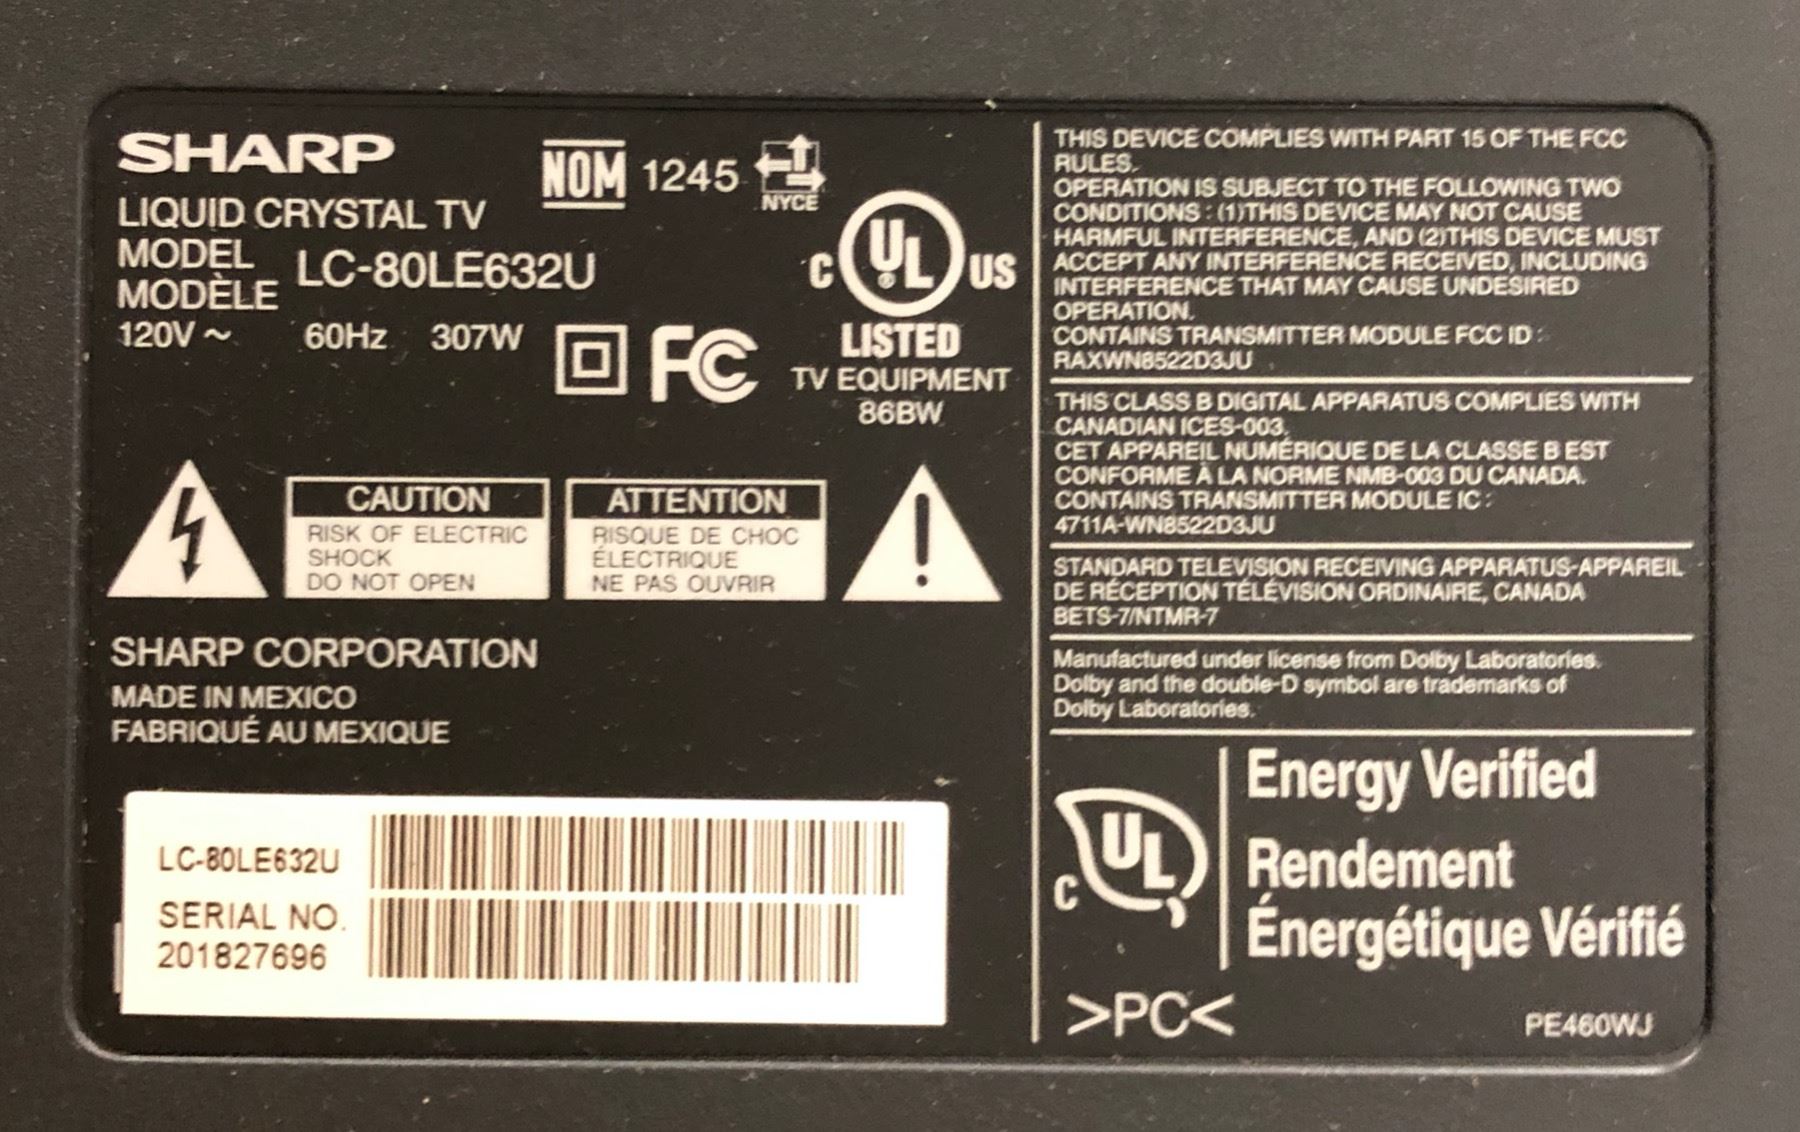 SHARP
LIQUID CRYSTAL TV
MODEL
MODÈLE
LC-80LE632U
120V ~ 60Hz 307W
NOM 1245 NYCE
C UL® US
LISTED
TV EQUIPMENT
86BW
FC
CAUTION
RISK OF ELECTRIC
SHOCK
DO NOT OPEN
ATTENTION
RISQUE DE CHOC
ÉLECTRIQUE
NE PAS OUVRIR
SHARP CORPORATION
MADE IN MEXICO
FABRIQUÉ AU MEXIQUE
LC-80LE632U
SERIAL NO.
201827696
THIS DEVICE COMPLIES WITH PART 15 OF THE FCC
RULES.
OPERATION IS SUBJECT TO THE FOLLOWING TWO
CONDITIONS : (1)THIS DEVICE MAY NOT CAUSE
HARMFUL INTERFERENCE, AND (2)THIS DEVICE MUST
ACCEPT ANY INTERFERENCE RECEIVED, INCLUDING
INTERFERENCE THAT MAY CAUSE UNDESIRED
OPERATION.
CONTAINS TRANSMITTER MODULE FCC ID :
RAXWN8522D3JU
THIS CLASS B DIGITAL APPARATUS COMPLIES WITH
CANADIAN ICES-003.
CET APPAREIL NUMÉRIQUE DE LA CLASSE B EST
CONFORME À LA NORME NMB-003 DU CANADA.
CONTAINS TRANSMITTER MODULE IC :
4711A-WN8522D3JU
STANDARD TELEVISION RECEIVING APPARATUS-APPAREIL
DE RÉCEPTION TÉLÉVISION ORDINAIRE, CANADA
BETS-7/NTMR-7
Manufactured under license from Dolby Laboratories.
Dolby and the double-D symbol are trademarks of
Dolby Laboratories.
C UL
Energy Verified
Rendement
Énergétique Vérifié
>PC<
PE460WJ